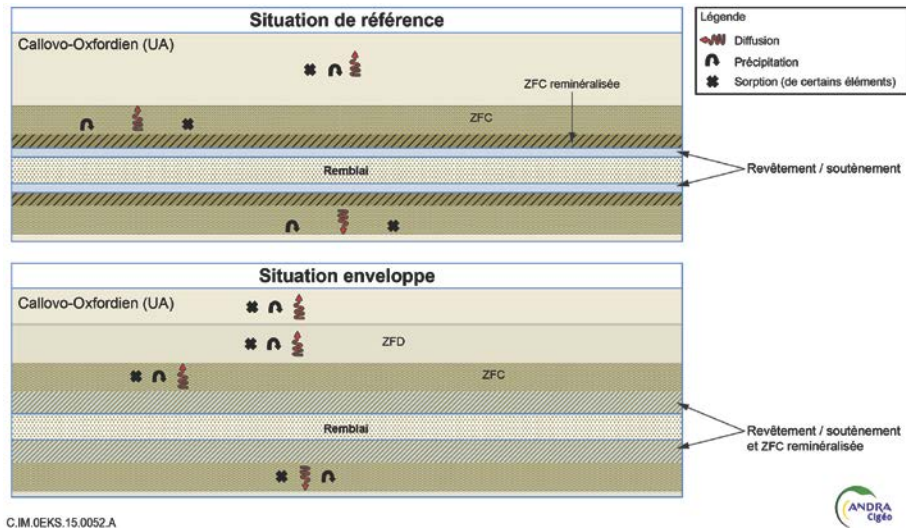 Situation de référence
Callovo-Oxfordien (UA)
ZFC reminéralisée
ZFC
Remblai
Revêtement / soutènement
Légende
Diffusion
Précipitation
Sorption (de certains éléments)
Situation enveloppe
Callovo-Oxfordien (UA)
ZFD
ZFC
Remblai
Revêtement / soutènement
et ZFC reminéralisée
C.IM.0EKS.15.0052.A
ANDRA
Cigéo